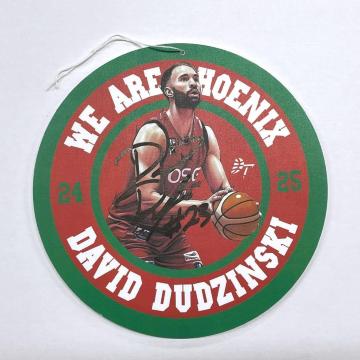 WE ARE PHOENIX
24 25
DAVID DUDZINSKI